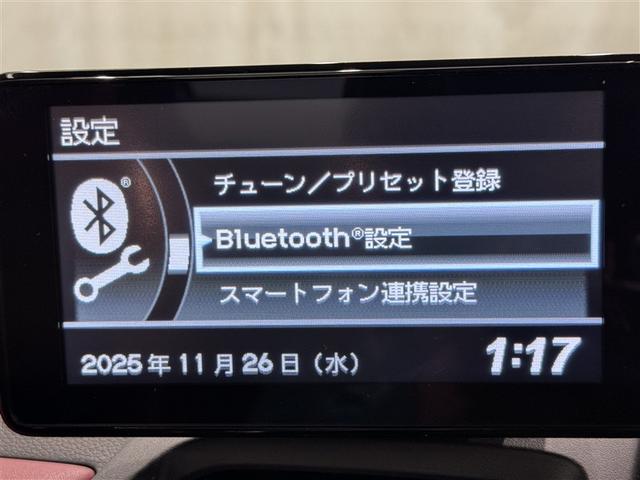 設定
®
チューン／プリセット登録
Bluetooth®設定
スマートフォン連携設定
2025年11月26日（水）
1:17